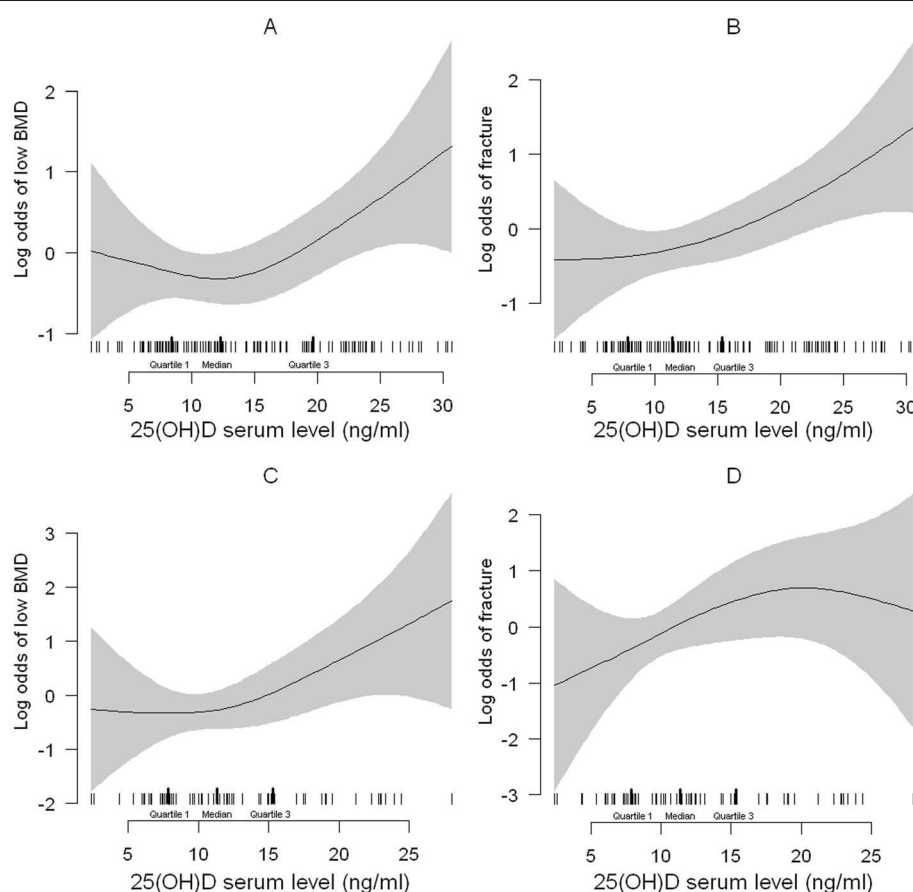 A
Log odds of low BMD
2
1
0
-1
Quartile 1 Median Quartile 3
5 10 15 20 25 30
25(OH)D serum level (ng/ml)
B
Log odds of fracture
2
1
0
-1
Quartile 1 Median Quartile 3
5 10 15 20 25 30
25(OH)D serum level (ng/ml)
C
Log odds of low BMD
3
2
1
0
-1
-2
Quartile 1 Median Quartile 3
5 10 15 20 25
25(OH)D serum level (ng/ml)
D
Log odds of fracture
2
1
0
-1
-2
-3
Quartile 1 Median Quartile 3
5 10 15 20 25
25(OH)D serum level (ng/ml)